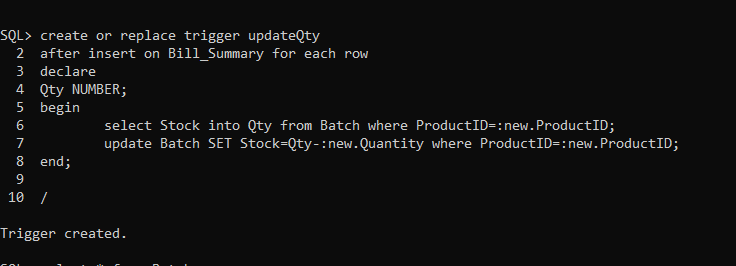 SQL> create or replace trigger updateQty
2 after insert on Bill_Summary for each row
3 declare
4 Qty NUMBER;
5 begin
6 select Stock into Qty from Batch where ProductID=:new.ProductID;
7 update Batch SET Stock=Qty-:new.Quantity where ProductID=:new.ProductID;
8 end;
9
10 /
Trigger created.